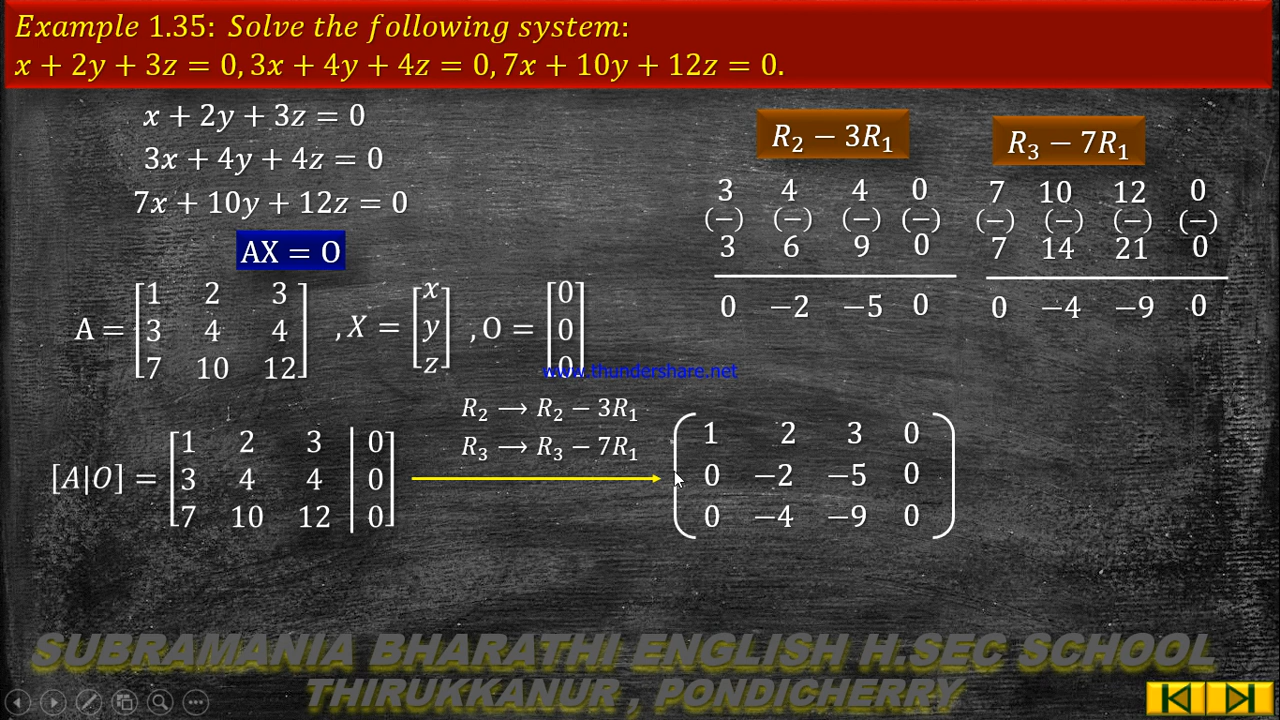 Example 1.35: Solve the following system:
x + 2y + 3z = 0, 3x + 4y + 4z = 0, 7x + 10y + 12z = 0.
x + 2y + 3z = 0
3x + 4y + 4z = 0
7x + 10y + 12z = 0
AX = O
A = [1 2 3
3 4 4
7 10 12]
, X = [x
y
z]
, O = [0
0
0]
www.thundershare.net
R₂ − 3R₁
3 4 4 0
(−) (−) (−) (−)
3 6 9 0
0 −2 −5 0
R₃ − 7R₁
7 10 12 0
(−) (−) (−) (−)
7 14 21 0
0 −4 −9 0
[A|O] = [1 2 3 | 0
3 4 4 | 0
7 10 12 | 0]
R₂ → R₂ − 3R₁
R₃ → R₃ − 7R₁
(1 2 3 0
0 −2 −5 0
0 −4 −9 0)
SUBRAMANIA BHARATHI ENGLISH H.SEC SCHOOL
THIRUKKANUR , PONDICHERRY